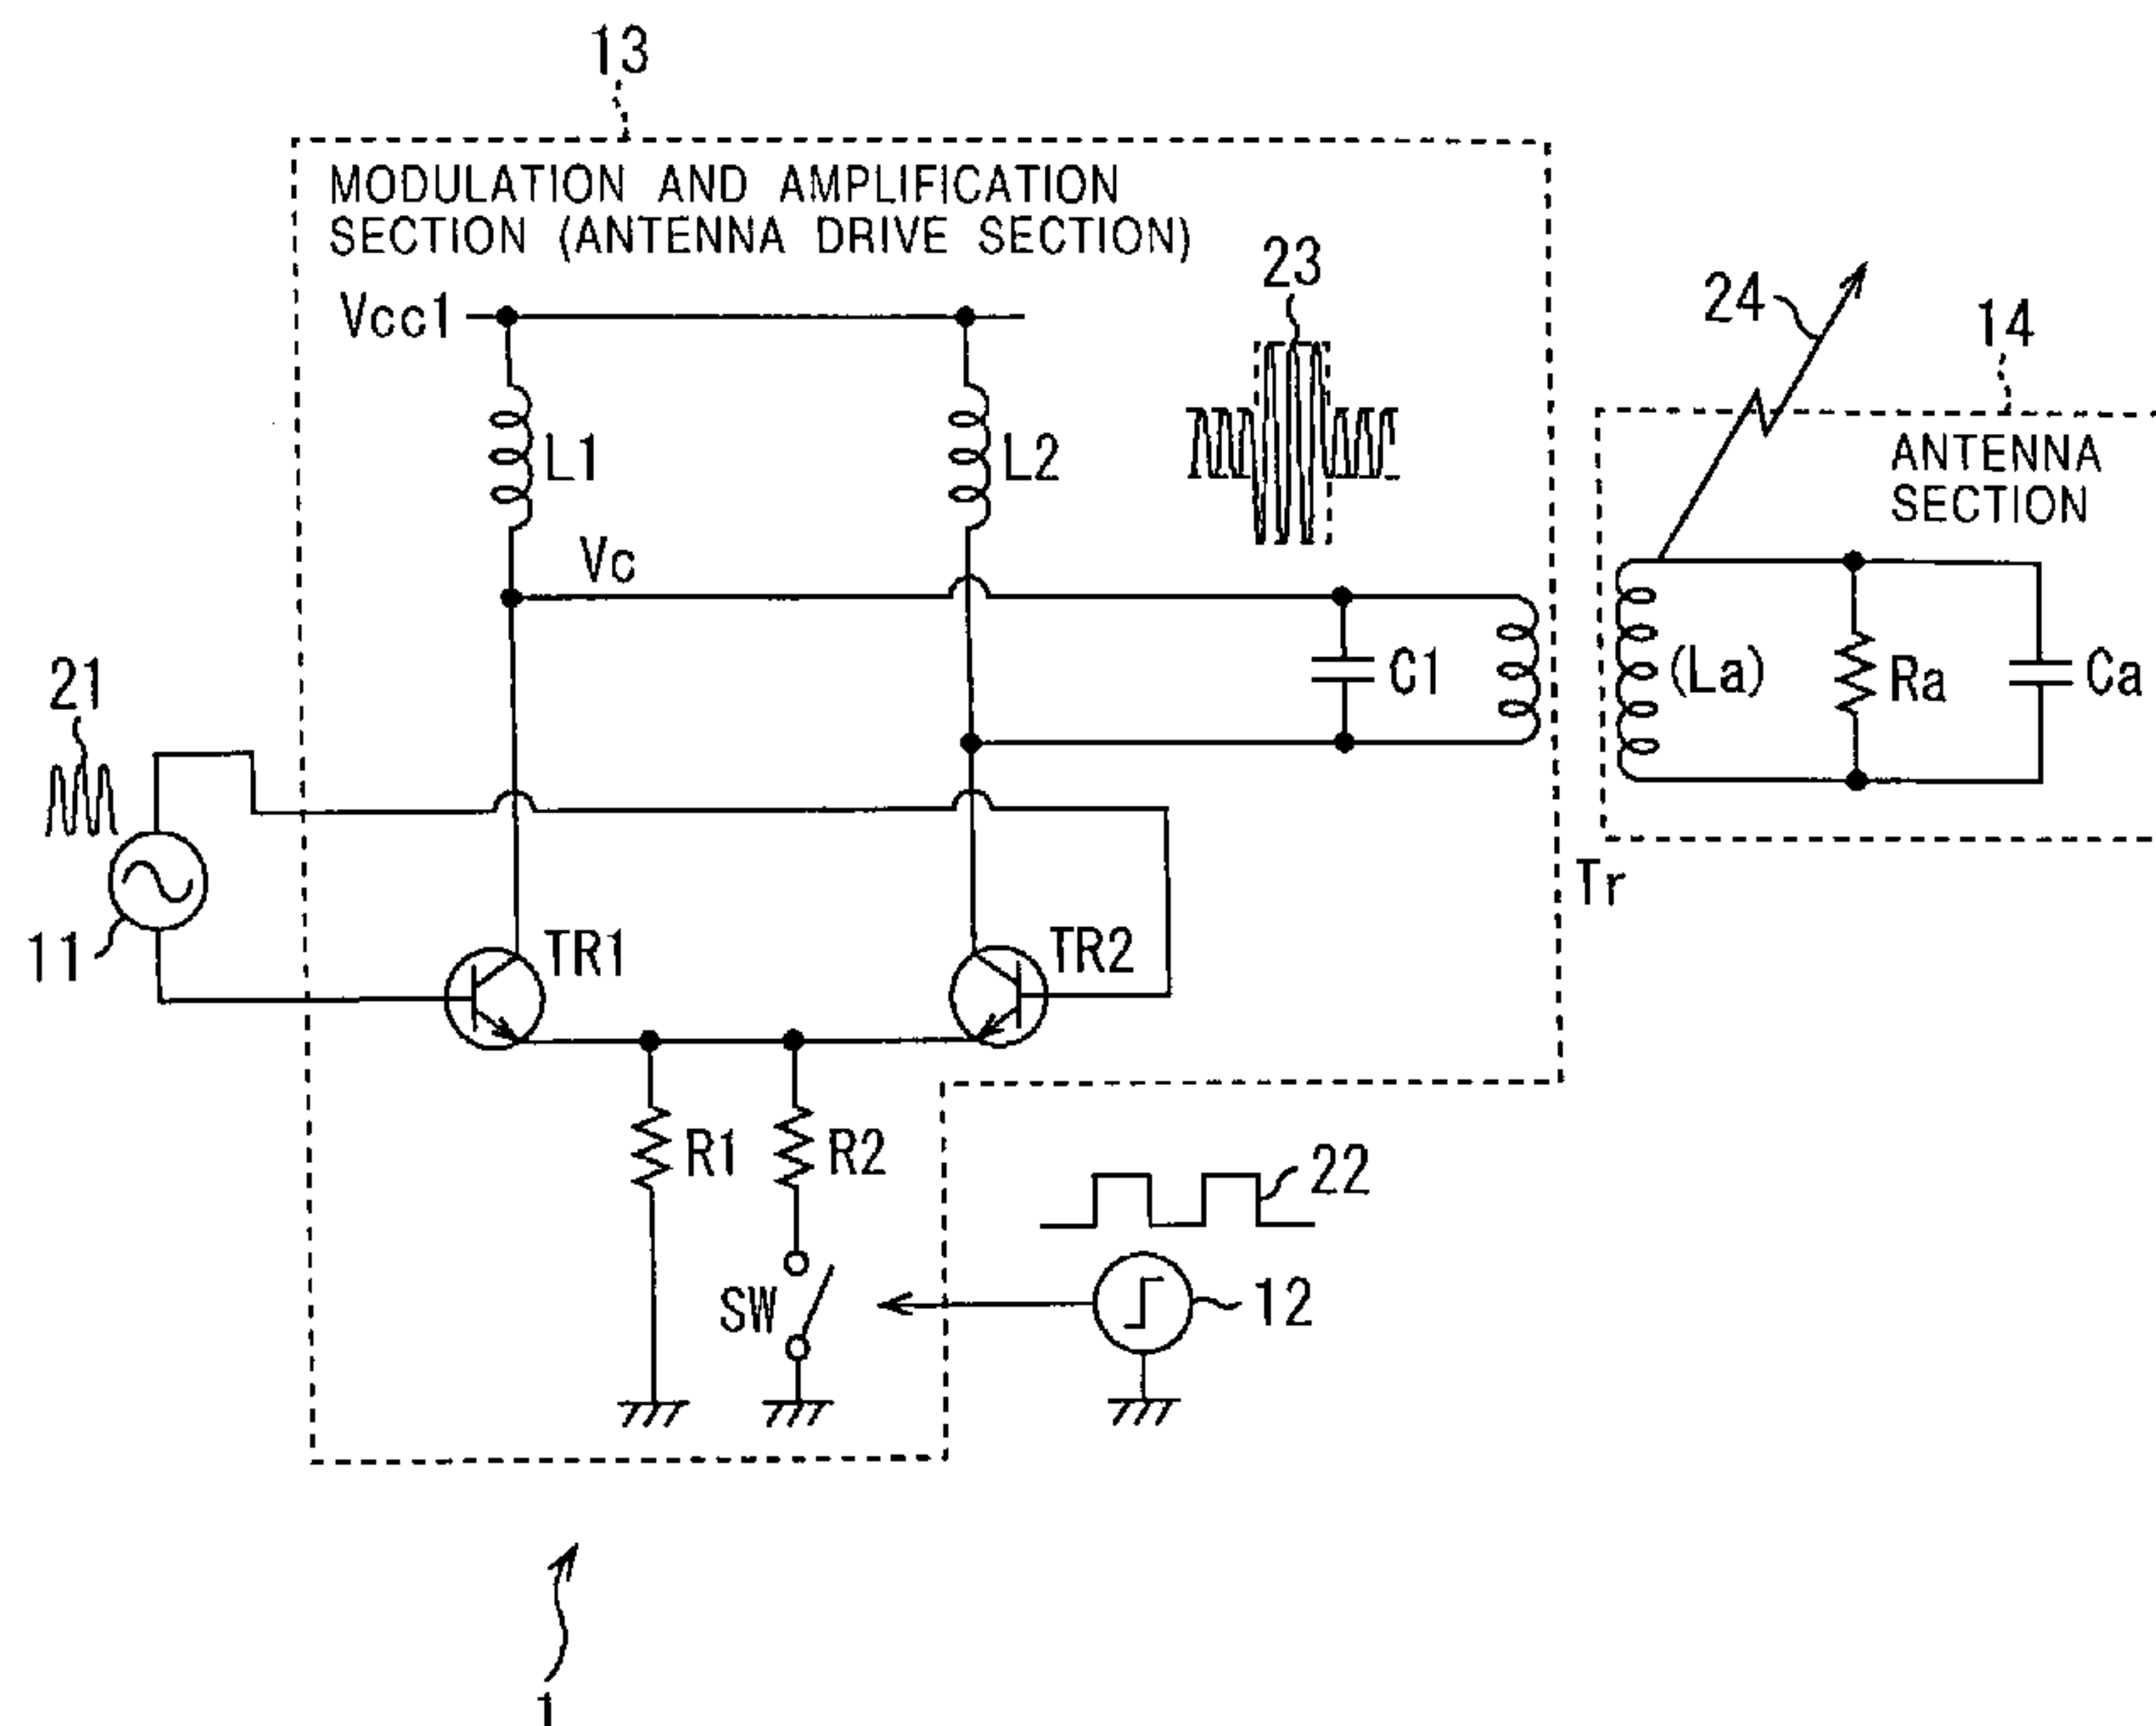 13
MODULATION AND AMPLIFICATION
SECTION (ANTENNA DRIVE SECTION)
23
Vcc1
24
14
L1
L2
ANTENNA
SECTION
Vc
21
C1
(La)
Ra
Ca
11
TR1
TR2
Tr
R1
R2
22
SW
12
1